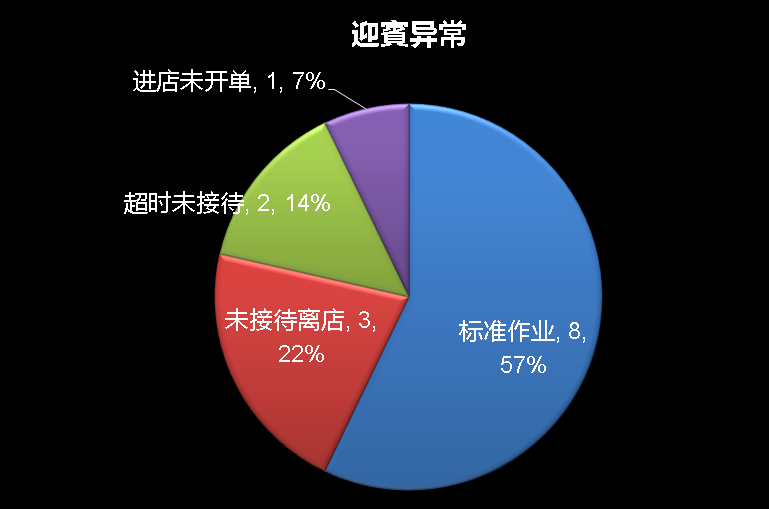 迎賓异常
进店未开单, 1, 7%
超时未接待, 2, 14%
未接待离店, 3,
22%
标准作业, 8,
57%